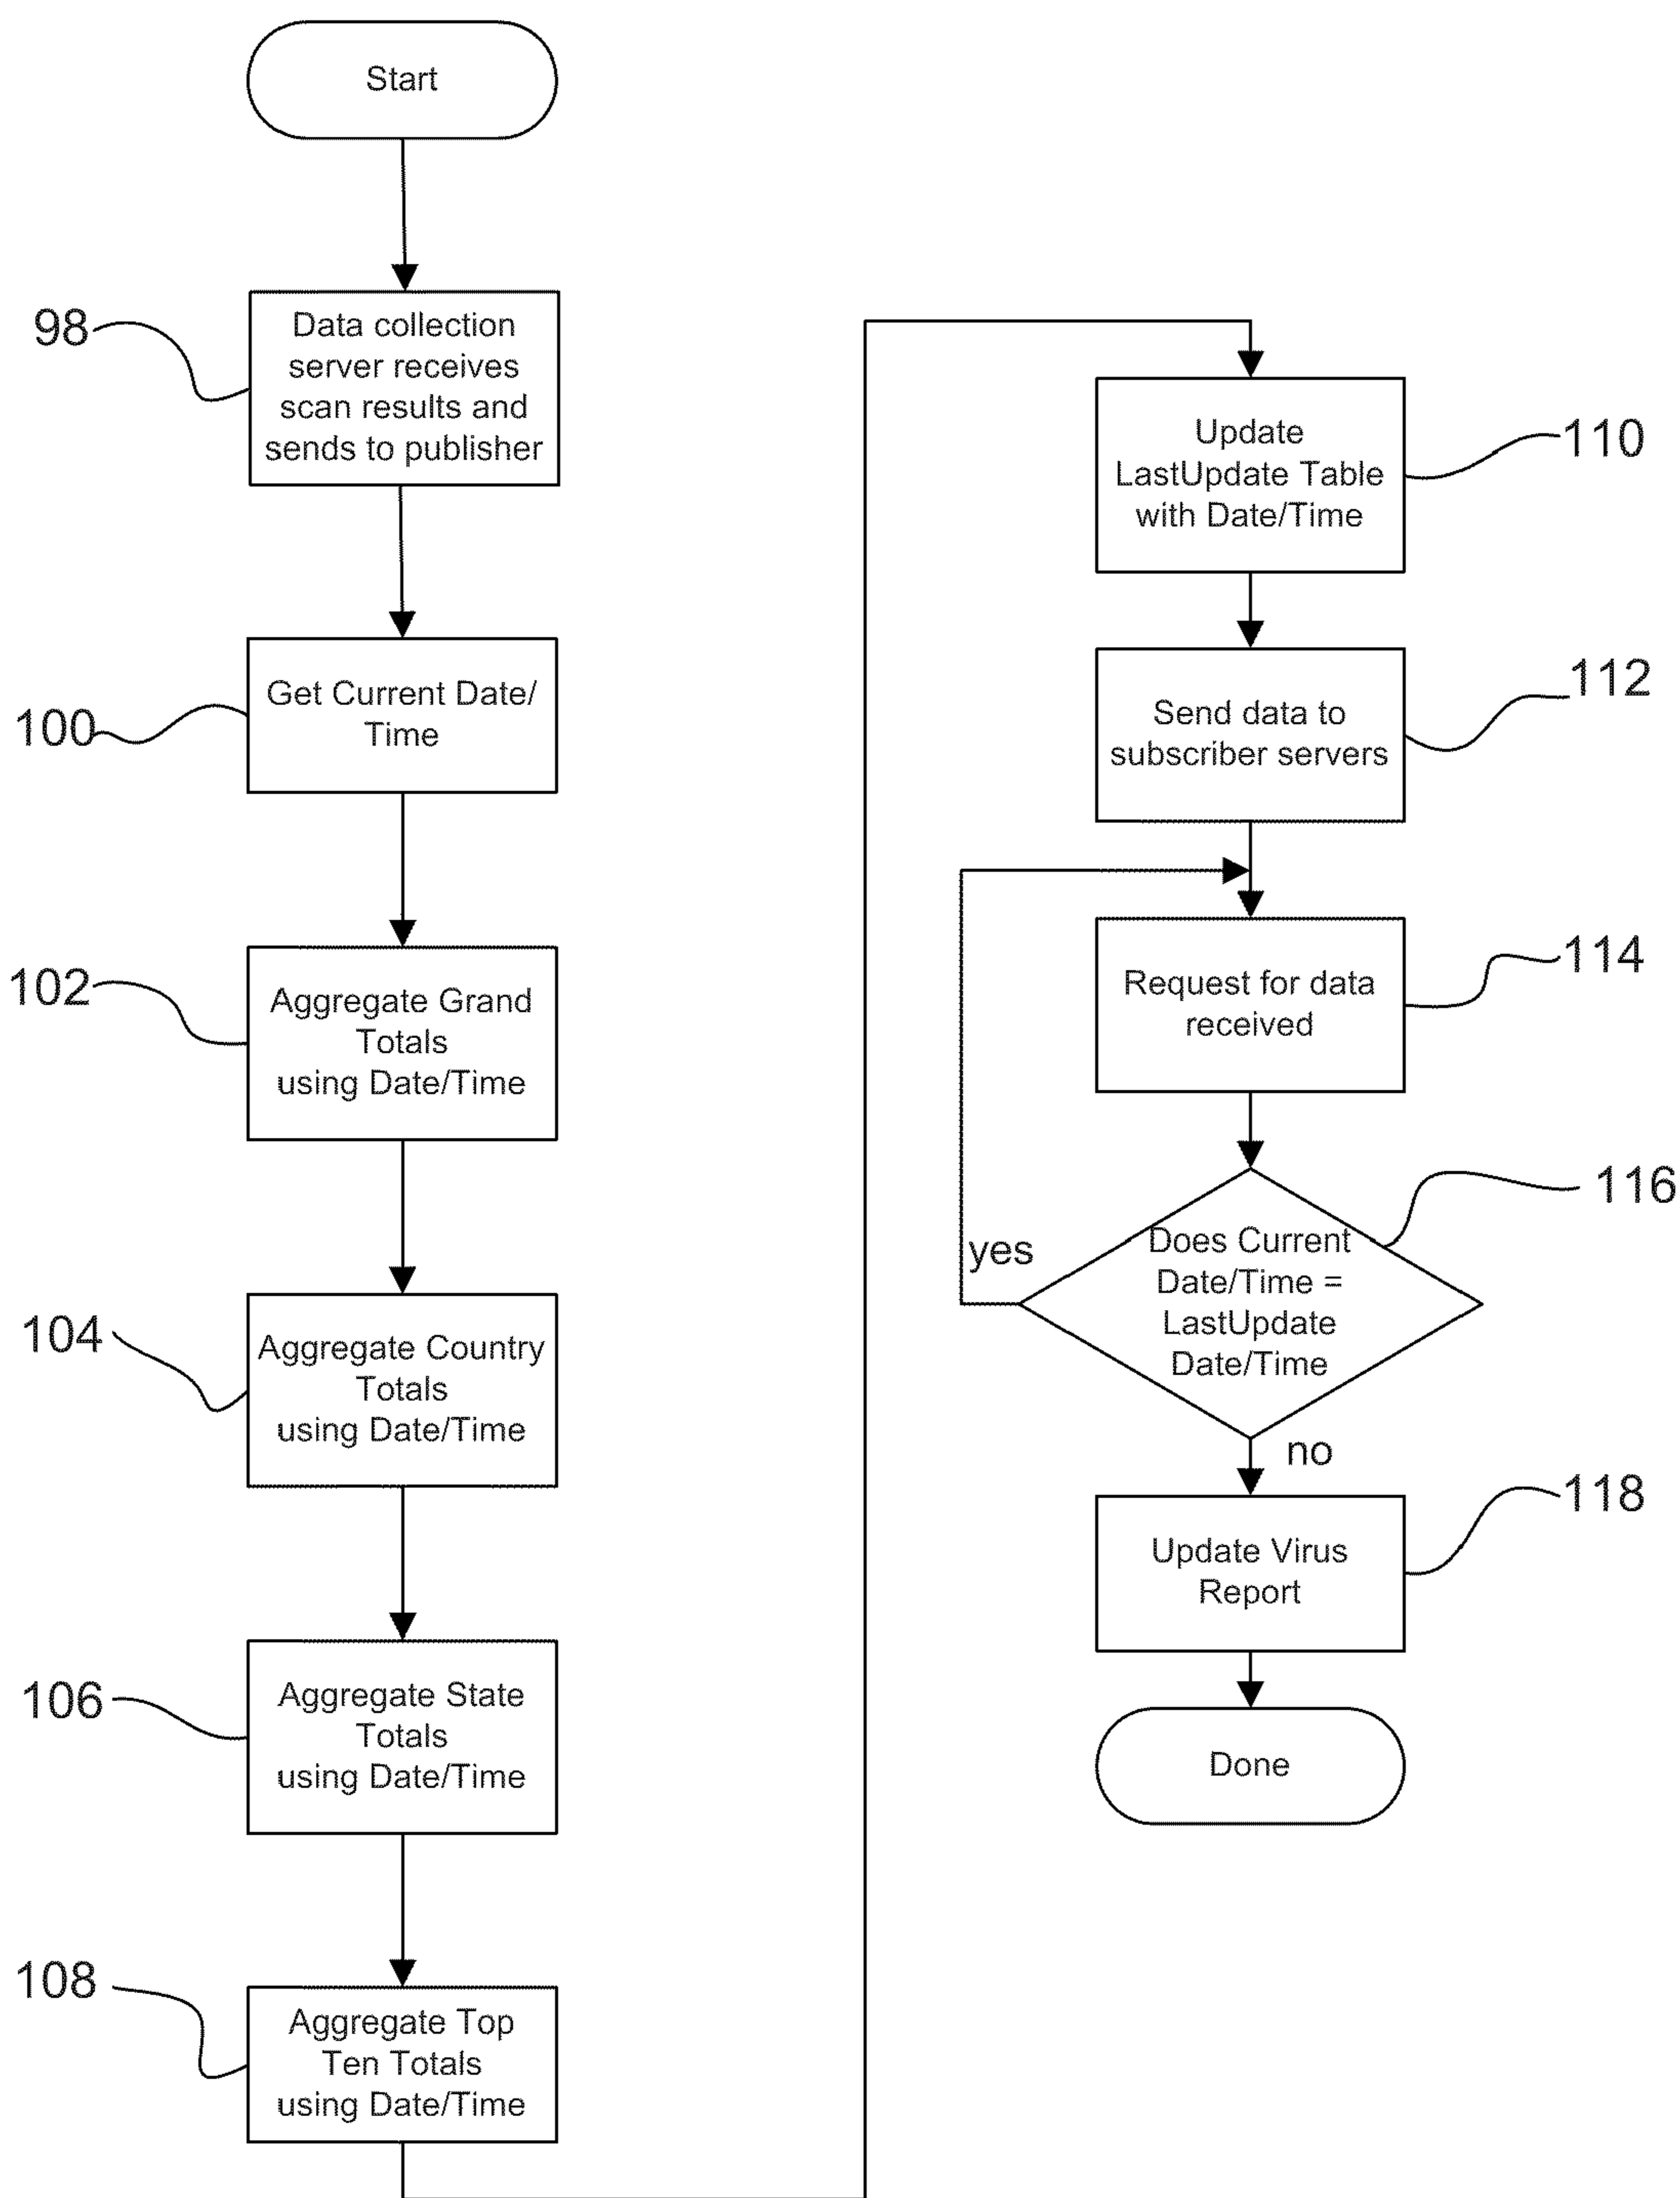 Start
98
Data collection
server receives
scan results and
sends to publisher
100
Get Current Date/
Time
102
Aggregate Grand
Totals
using Date/Time
104
Aggregate Country
Totals
using Date/Time
106
Aggregate State
Totals
using Date/Time
108
Aggregate Top
Ten Totals
using Date/Time
Update
LastUpdate Table
with Date/Time
110
Send data to
subscriber servers
112
Request for data
received
114
116
yes
Does Current
Date/Time =
LastUpdate
Date/Time
no
Update Virus
Report
118
Done